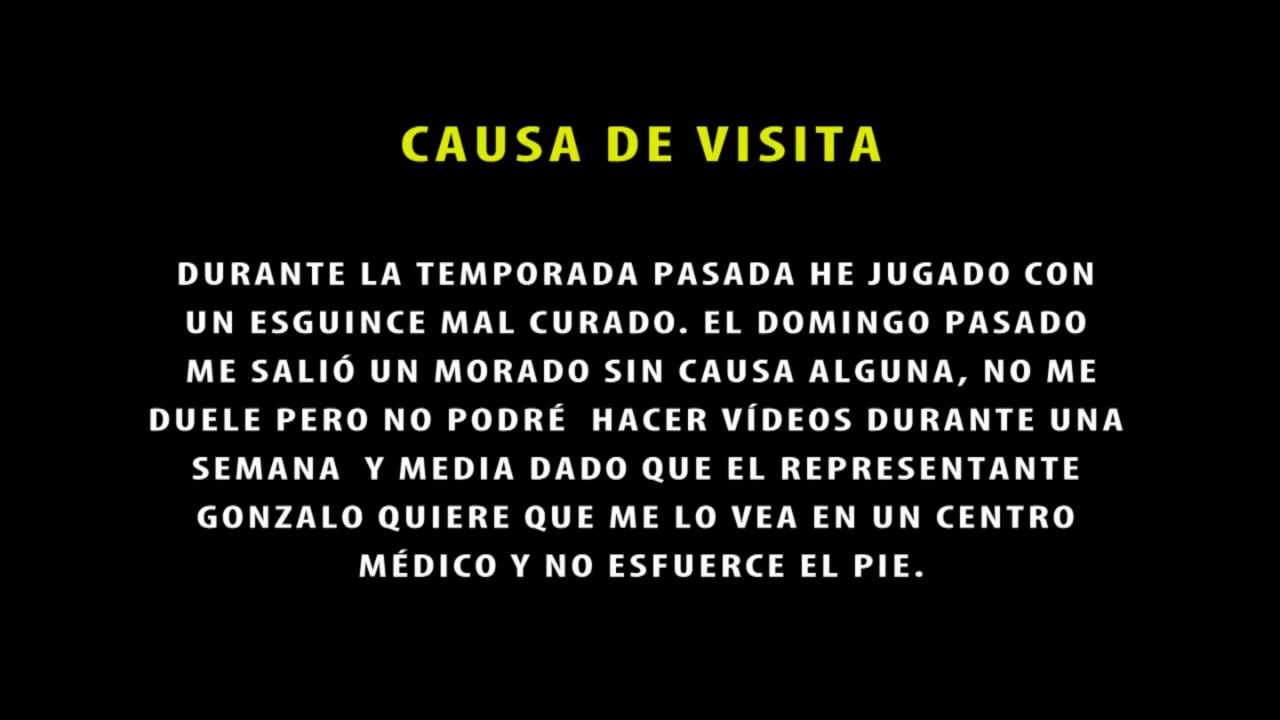 CAUSA DE VISITA
DURANTE LA TEMPORADA PASADA HE JUGADO CON
UN ESGUINCE MAL CURADO. EL DOMINGO PASADO
ME SALIÓ UN MORADO SIN CAUSA ALGUNA, NO ME
DUELE PERO NO PODRÉ  HACER VÍDEOS DURANTE UNA
SEMANA  Y MEDIA DADO QUE EL REPRESENTANTE
GONZALO QUIERE QUE ME LO VEA EN UN CENTRO
MÉDICO Y NO ESFUERCE EL PIE.